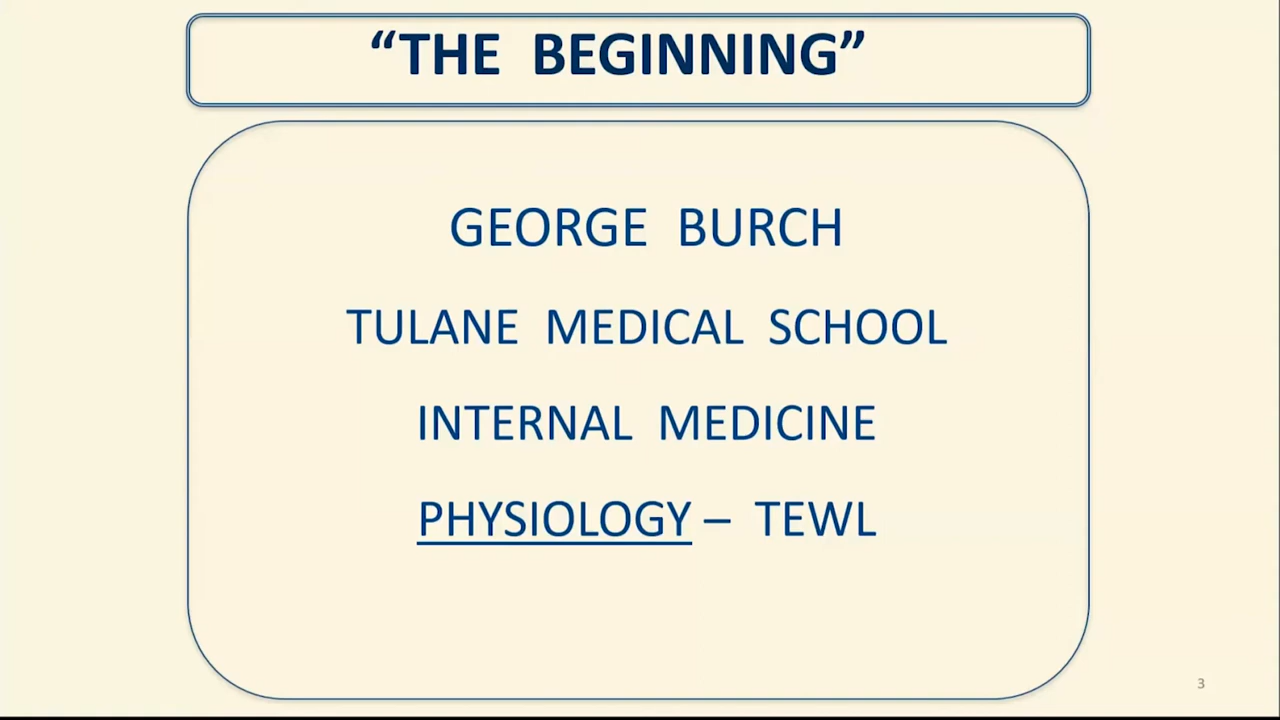 “THE BEGINNING”
GEORGE BURCH
TULANE MEDICAL SCHOOL
INTERNAL MEDICINE
PHYSIOLOGY – TEWL
3